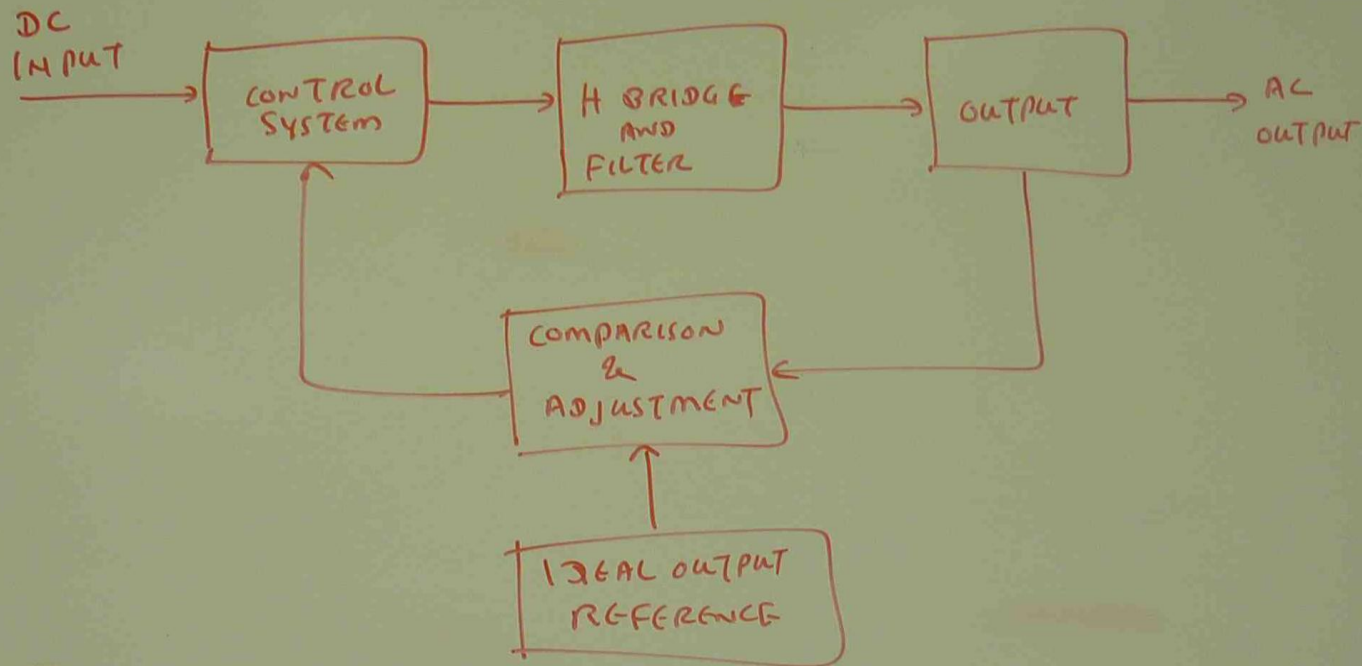 DC
INPUT
CONTROL
SYSTEM
H BRIDGE
AND
FILTER
OUTPUT
AC
OUTPUT
COMPARISON
&
ADJUSTMENT
IDEAL OUTPUT
REFERENCE